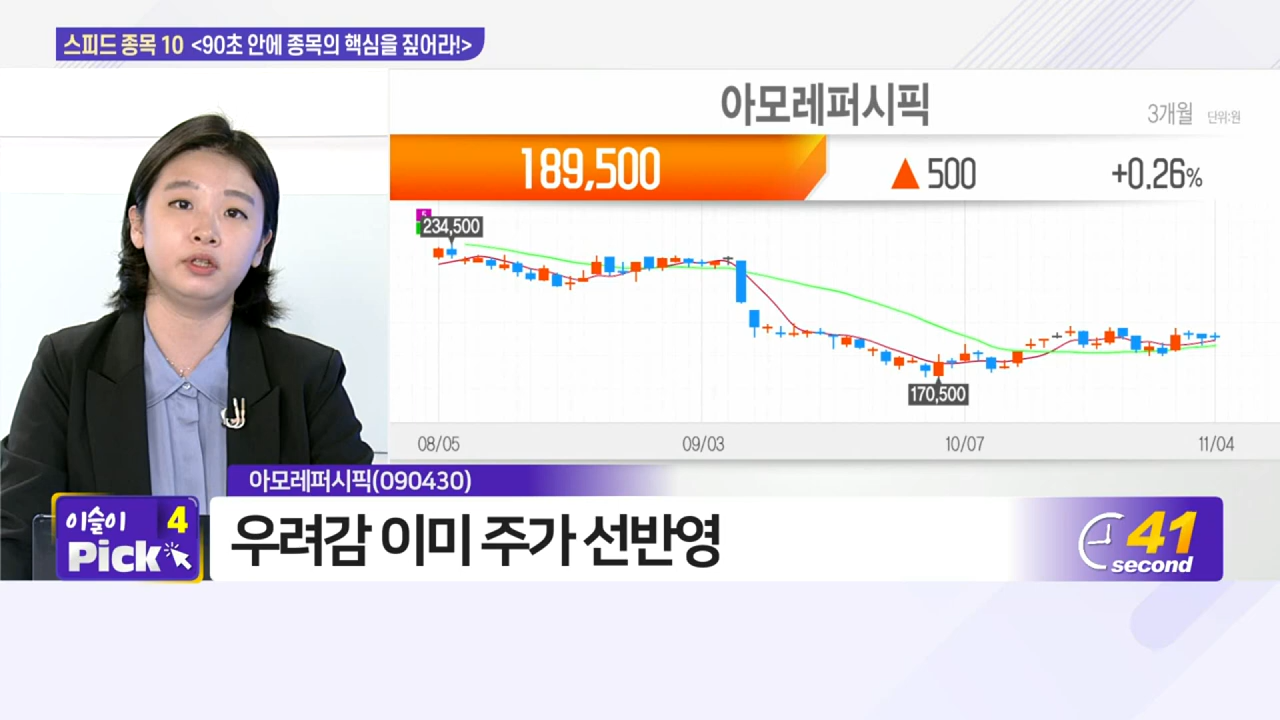 스피드 종목 10 <90초 안에 종목의 핵심을 짚어라!>
아모레퍼시픽
3개월 단위:원
189,500 ▲ 500 +0.26%
5
234,500
170,500
08/05 09/03 10/07 11/04
아모레퍼시픽(090430)
이슬이 4
Pick
우려감 이미 주가 선반영
41
second